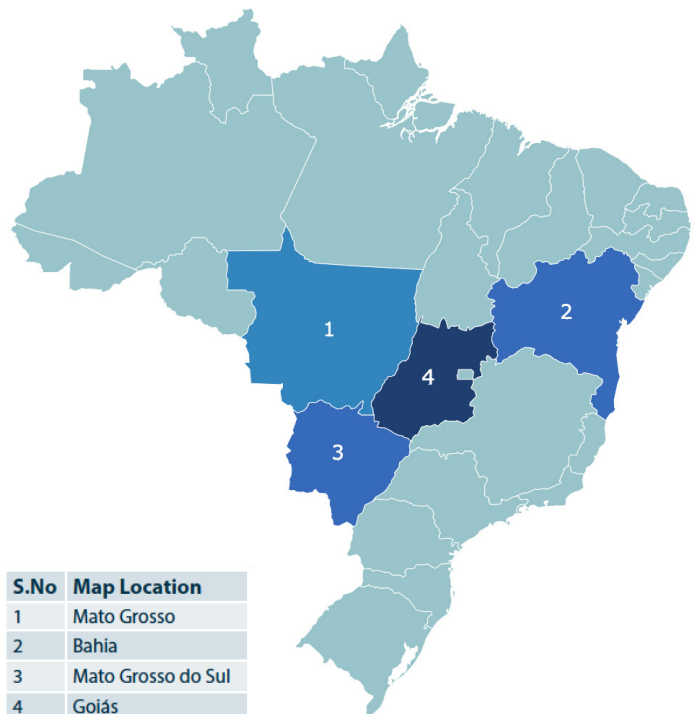 1
2
4
3
S.No Map Location
1 Mato Grosso
2 Bahia
3 Mato Grosso do Sul
4 Goiás